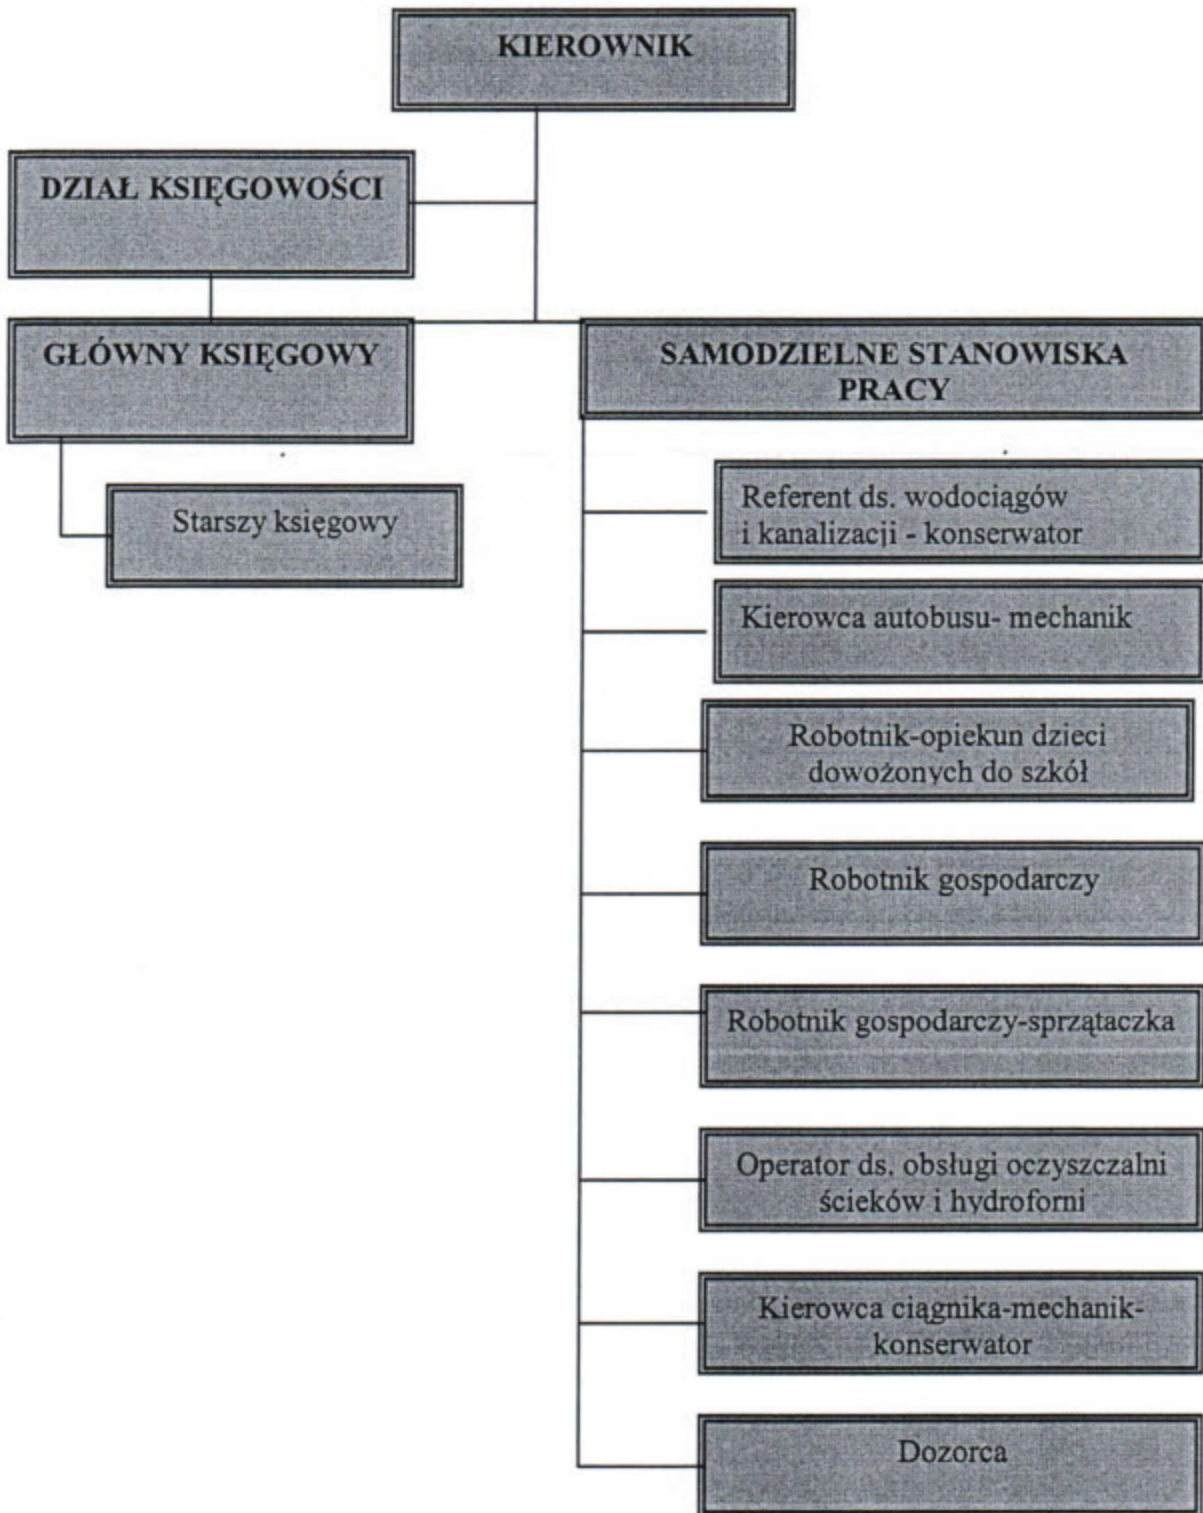 KIEROWNIK
DZIAŁ KSIĘGOWOŚCI
GŁÓWNY KSIĘGOWY
Starszy księgowy
SAMODZIELNE STANOWISKA
PRACY
Referent ds. wodociągów
i kanalizacji - konserwator
Kierowca autobusu- mechanik
Robotnik-opiekun dzieci
dowożonych do szkół
Robotnik gospodarczy
Robotnik gospodarczy-sprzątaczka
Operator ds. obsługi oczyszczalni
ścieków i hydroforni
Kierowca ciągnika-mechanik-
konserwator
Dozorca